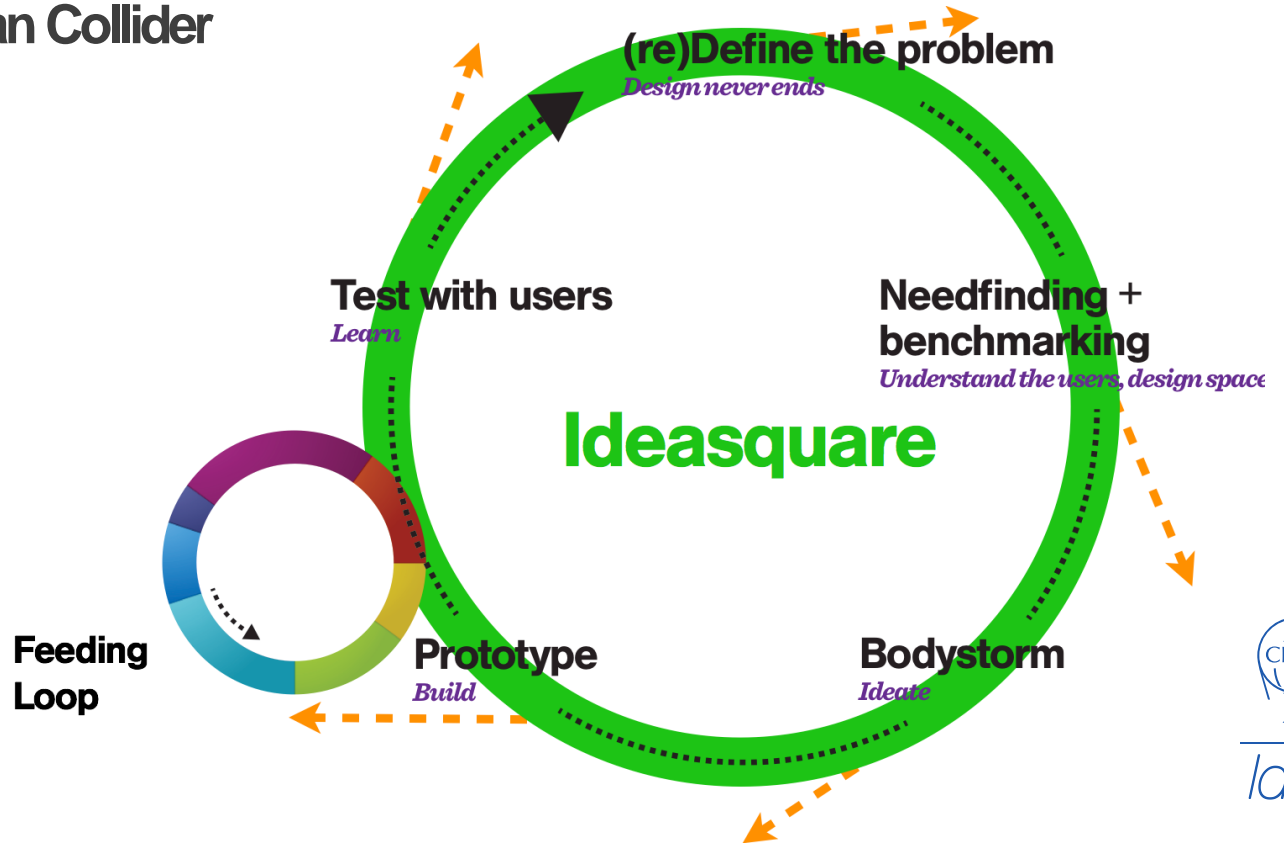 an Collider
(re)Define the problem
Design never ends
Test with users
Learn
Needfinding +
benchmarking
Understand the users, design space
Ideasquare
Feeding
Loop
Prototype
Build
Bodystorm
Ideate